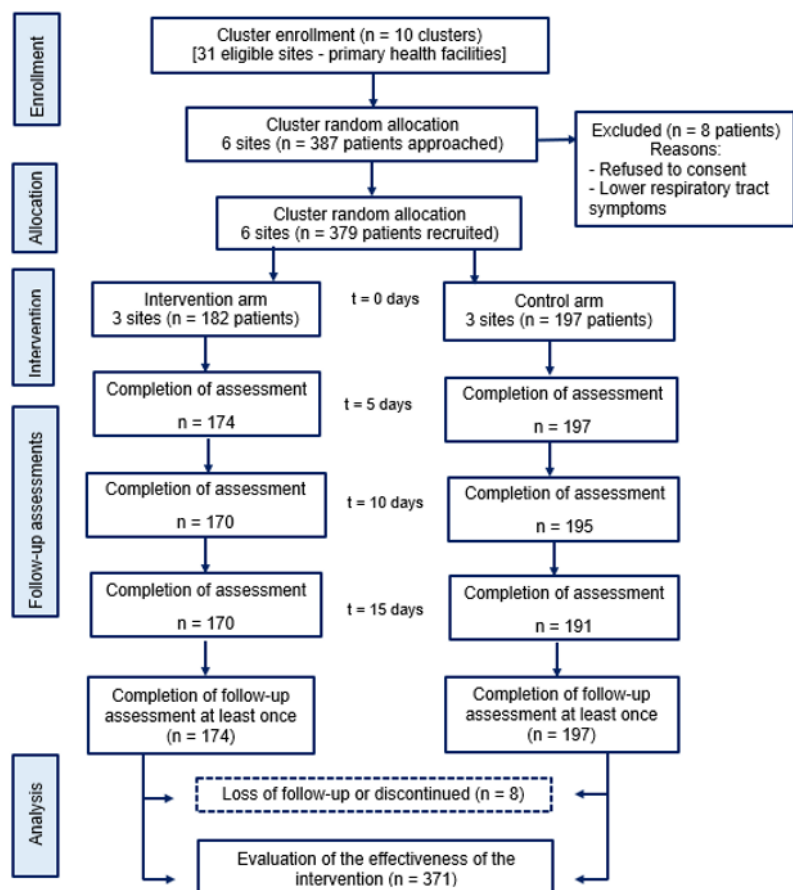 Enrollment
Cluster enrollment (n = 10 clusters)
[31 eligible sites - primary health facilities]
Cluster random allocation
6 sites (n = 387 patients approached)
Excluded (n = 8 patients)
Reasons:
- Refused to consent
- Lower respiratory tract
symptoms
Allocation
Cluster random allocation
6 sites (n = 379 patients recruited)
Intervention
Intervention arm
3 sites (n = 182 patients)
t = 0 days
Control arm
3 sites (n = 197 patients)
Follow-up assessments
Completion of assessment
n = 174
t = 5 days
Completion of assessment
n = 197
Completion of assessment
n = 170
t = 10 days
Completion of assessment
n = 195
Completion of assessment
n = 170
t = 15 days
Completion of assessment
n = 191
Completion of follow-up
assessment at least once
(n = 174)
Completion of follow-up
assessment at least once
(n = 197)
Analysis
Loss of follow-up or discontinued (n = 8)
Evaluation of the effectiveness of the
intervention (n = 371)